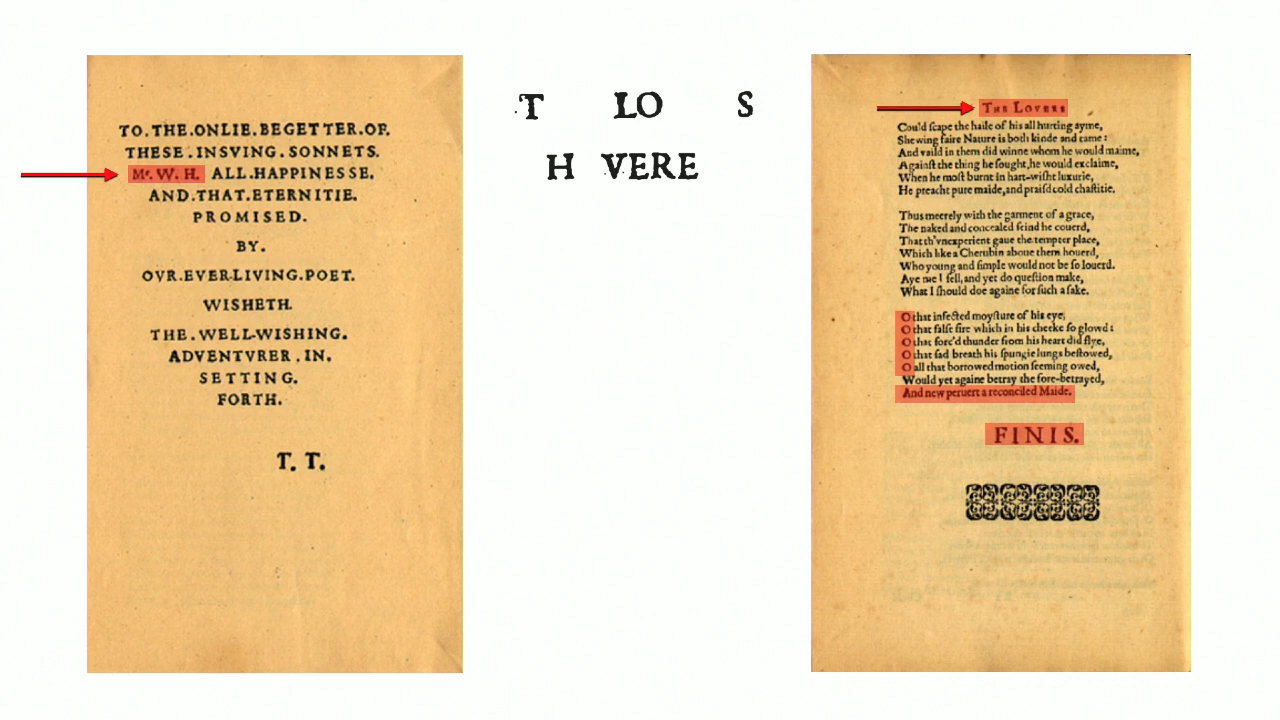 TO.THE.ONLIE.BEGETTER.OF.
THESE.INSVING.SONNETS.
Mr. W. H. ALL.HAPPINESSE.
AND.THAT.ETERNITIE.
PROMISED.
BY.
OVR.EVER-LIVING.POET.
WISHETH.
THE.WELL-WISHING.
ADVENTVRER.IN.
SETTING.
FORTH.
T. T.
T LO S
H VERE
THE LOVERS
Could ſcape the haile of his all hurting ayme,
Shewing faire Nature is both kinde and tame:
And vaild in them did winne whom he would maime,
Againſt the thing he ſought, he would exclaime,
When he moſt burnt in hart-wiſht luxurie,
He preacht pure maide, and praiſd cold chaſtitie.
Thus meerely with the garment of a grace,
The naked and concealed feind he couerd,
That th'vnexperient gaue the tempter place,
Which like a Cherubin aboue them houerd,
Who young and ſimple would not be ſo louerd.
Aye me I fell, and yet do queſtion make,
What I ſhould doe againe for ſuch a ſake.
O that infected moyſture of his eye,
O that falſe fire which in his cheeke ſo glowd:
O that forc'd thunder from his heart did flye,
O that ſad breath his ſpungie lungs beſtowed,
O all that borrowed motion ſeeming owed,
Would yet againe betray the fore-betrayed,
And new peruert a reconciled Maide.
FINIS.